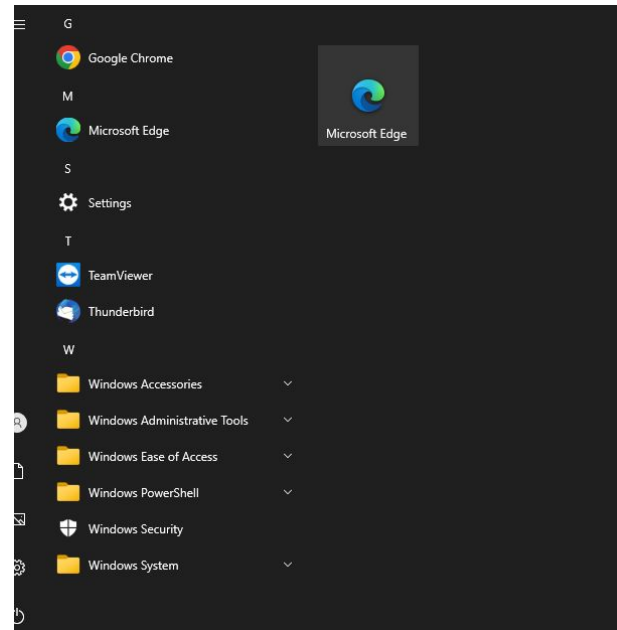 G
Google Chrome
M
Microsoft Edge
Microsoft Edge
S
Settings
T
TeamViewer
Thunderbird
W
Windows Accessories
Windows Administrative Tools
Windows Ease of Access
Windows PowerShell
Windows Security
Windows System